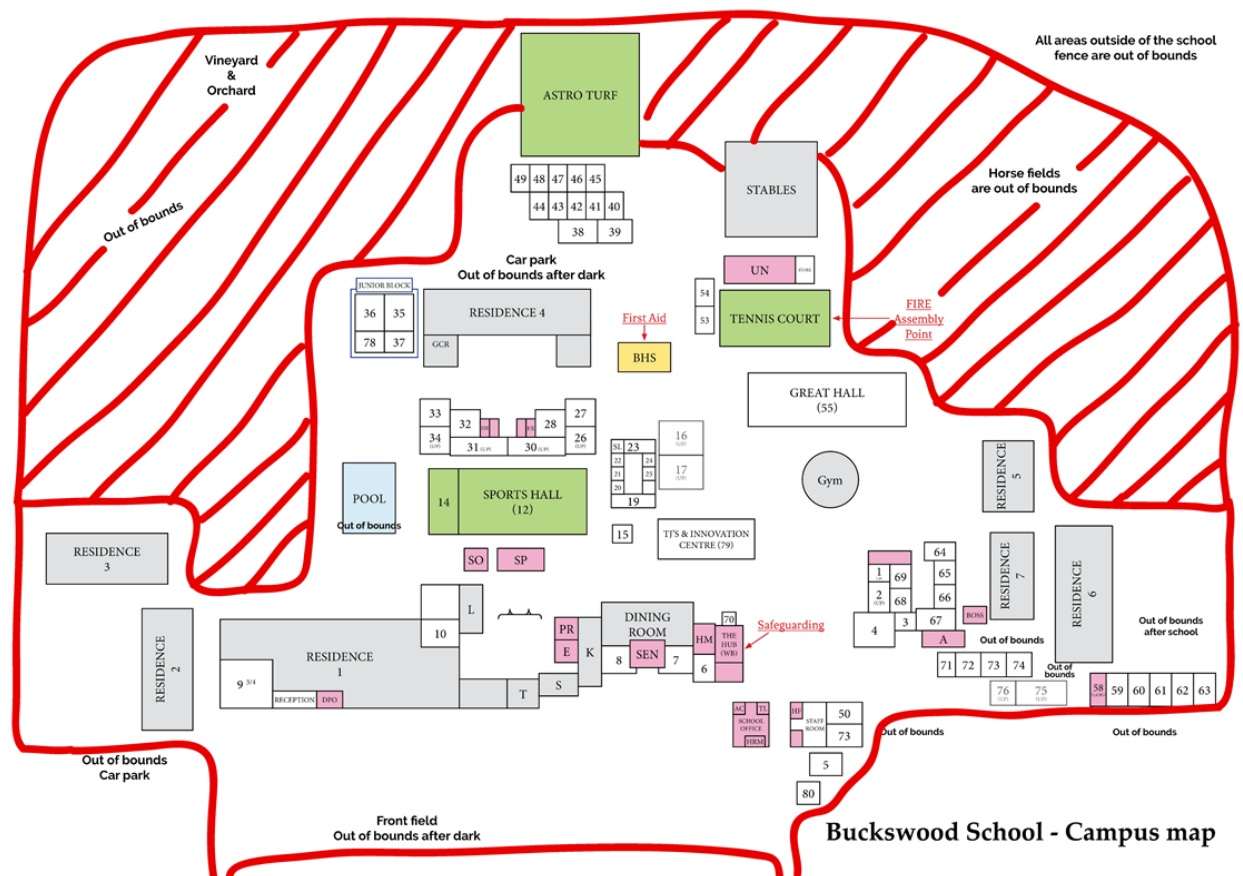 Vineyard
&
Orchard
All areas outside of the school
fence are out of bounds
ASTRO TURF
STABLES
Horse fields
are out of bounds
Out of bounds
49 48 47 46 45
44 43 42 41 40
38 39
Car park
Out of bounds after dark
UN
STORE
54
53
TENNIS COURT
FIRE
Assembly
Point
JUNIOR BLOCK
36 35
78 37
RESIDENCE 4
GCR
First Aid
BHS
GREAT HALL
(55)
33
34
(UP)
32
31 (UP)
30 (UP)
28
27
26
(UP)
SL 23
22
21
20
24
25
19
16
(UP)
17
(UP)
Gym
RESIDENCE
5
POOL
Out of bounds
14
SPORTS HALL
(12)
15
TJ'S & INNOVATION
CENTRE (79)
SO
SP
RESIDENCE
3
RESIDENCE
2
RESIDENCE
1
10
L
9 3/4
RECEPTION
DPO
T
S
PR
E
K
DINING
ROOM
8
SEN
7
HM
6
70
THE
HUB
(WB)
Safeguarding
1
69
2
(UP)
68
4
3
64
65
66
67
A
BOSS
RESIDENCE
7
RESIDENCE
6
Out of bounds
Out of bounds
after school
71 72 73 74
Out of
bounds
76
(UP)
75
(UP)
58
59 60 61 62 63
Out of bounds
Out of bounds
AC
TL
SCHOOL
OFFICE
HRM
HF
STAFF
ROOM
50
73
5
80
Out of bounds
Car park
Front field
Out of bounds after dark
Buckswood School - Campus map